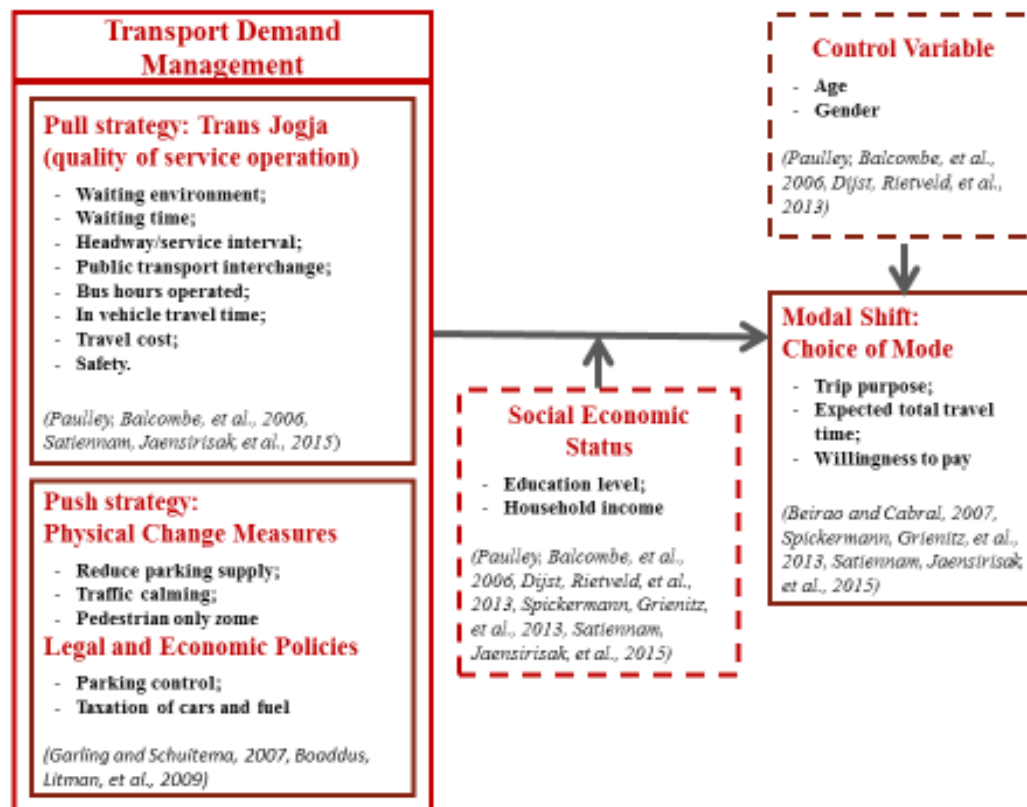 Transport Demand
Management
Pull strategy: Trans Jogja
(quality of service operation)
- Waiting environment;
- Waiting time;
- Headway/service interval;
- Public transport interchange;
- Bus hours operated;
- In vehicle travel time;
- Travel cost;
- Safety.
(Paulley, Balcombe, et al., 2006,
Satiennam, Jaensirisak, et al., 2015)
Push strategy:
Physical Change Measures
- Reduce parking supply;
- Traffic calming;
- Pedestrian only zome
Legal and Economic Policies
- Parking control;
- Taxation of cars and fuel
(Garling and Schuitema, 2007, Boaddus,
Litman, et al., 2009)
Social Economic
Status
- Education level;
- Household income
(Paulley, Balcombe, et al.,
2006, Dijst, Rietveld, et al.,
2013, Spickermann, Grienitz,
et al., 2013, Satiennam,
Jaensirisak, et al., 2015)
Control Variable
- Age
- Gender
(Paulley, Balcombe, et al.,
2006, Dijst, Rietveld, et al.,
2013)
Modal Shift:
Choice of Mode
- Trip purpose;
- Expected total travel
time;
- Willingness to pay
(Beirao and Cabral, 2007,
Spickermann, Grienitz, et al.,
2013, Satiennam, Jaensirisak,
et al., 2015)